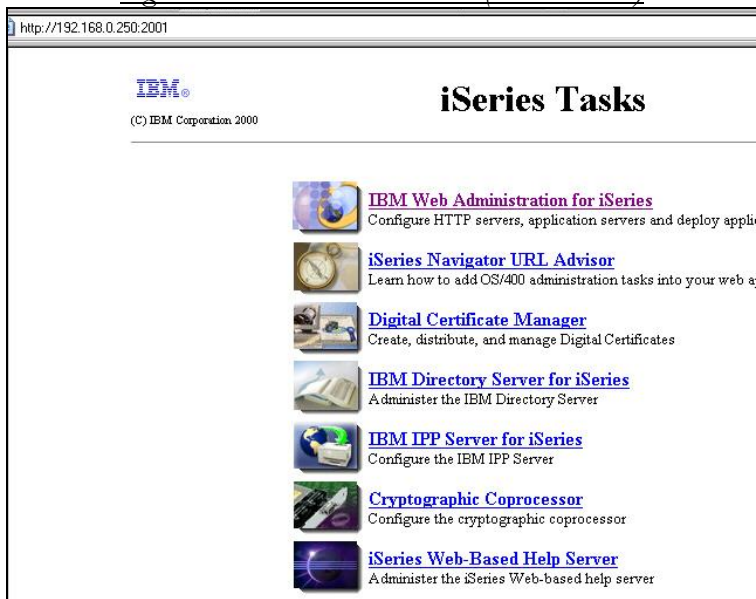 http://192.168.0.250:2001
IBM®
iSeries Tasks
(C) IBM Corporation 2000
IBM Web Administration for iSeries
Configure HTTP servers, application servers and deploy
iSeries Navigator URL Advisor
Learn how to add OS/400 administration tasks into your web
Digital Certificate Manager
Create, distribute, and manage Digital Certificates
IBM Directory Server for iSeries
Administer the IBM Directory Server
IBM IPP Server for iSeries
Configure the IBM IPP Server
Cryptographic Coprocessor
Configure the cryptographic coprocessor
iSeries Web-Based Help Server
Administer the iSeries Web-based help server